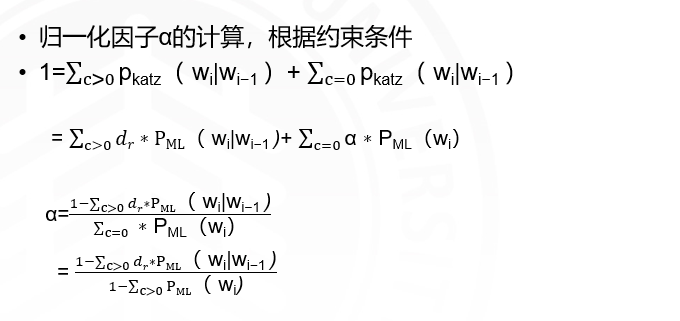 • 归一化因子α的计算，根据约束条件
• 1=∑c>0 pkatz（wi|wi−1）+ ∑c=0 pkatz（wi|wi−1）
= ∑c>0 dr * PML（wi|wi−1)+ ∑c=0 α * PML（wi）
α= 1−∑c>0 dr*PML（wi|wi−1)
∑c=0 * PML（wi）
= 1−∑c>0 dr*PML（wi|wi−1)
1−∑c>0 PML（wi)